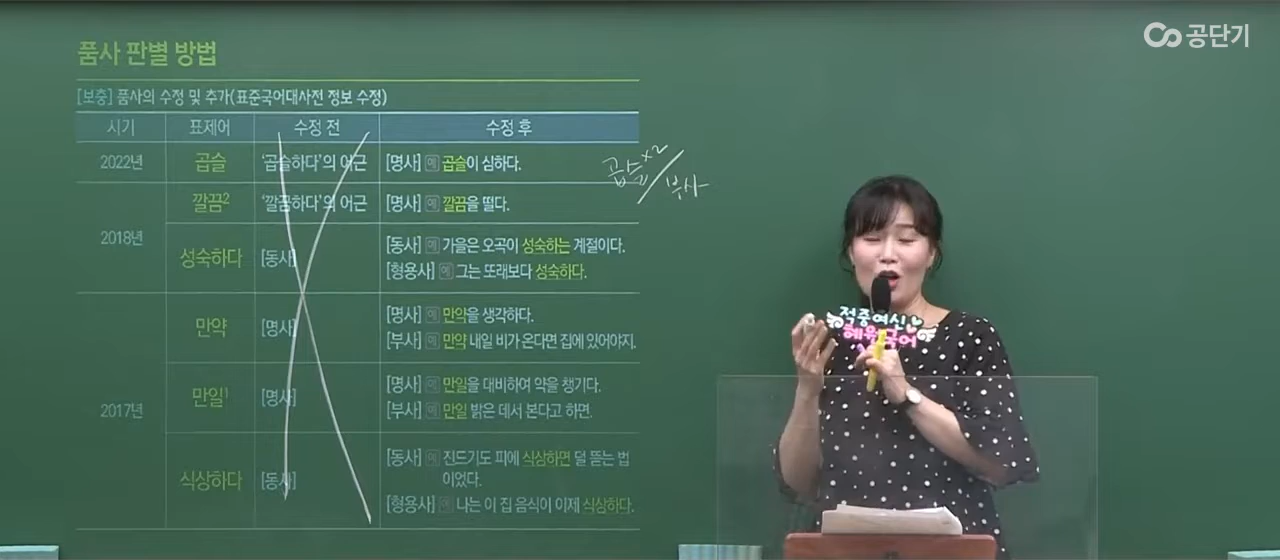 공단기
품사 판별 방법
[보충] 품사의 수정 및 추가(표준국어대사전 정보 수정)
시기 표제어 수정 전 수정 후
2022년 곱슬 '곱슬하다'의 어근 [명사] 예 곱슬이 심하다.
곱슬×2/부사
2018년
깔끔2 '깔끔하다'의 어근 [명사] 예 깔끔을 떨다.
성숙하다 [동사]
[동사] 예 가을은 오곡이 성숙하는 계절이다.
[형용사] 예 그는 또래보다 성숙하다.
2017년
만약 [명사]
[명사] 예 만약을 생각하다.
[부사] 예 만약 내일 비가 온다면 집에 있어야지.
만일1 [명사]
[명사] 예 만일을 대비하여 약을 챙기다.
[부사] 예 만일 밝은 데서 본다고 하면.
식상하다 [동사]
[동사] 예 진드기도 피에 식상하면 덜 뜯는 법
이었다.
[형용사] 예 나는 이 집 음식이 이제 식상하다.
적중여신
혜원국어